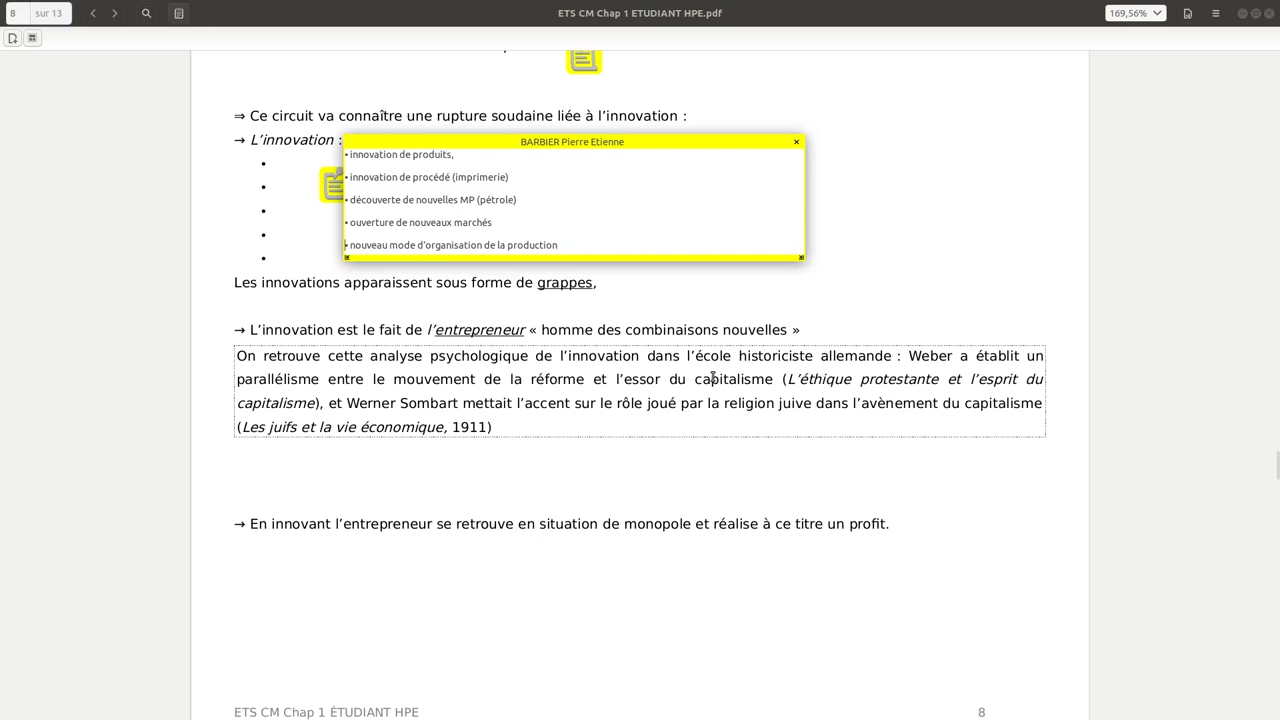 8 sur 13
ETS CM Chap 1 ETUDIANT HPE.pdf
169,56%
⇒ Ce circuit va connaître une rupture soudaine liée à l’innovation :
→ L’innovation :
BARBIER Pierre Etienne
• innovation de produits,
• innovation de procédé (imprimerie)
• découverte de nouvelles MP (pétrole)
• ouverture de nouveaux marchés
• nouveau mode d'organisation de la production
Les innovations apparaissent sous forme de grappes,
→ L’innovation est le fait de l’entrepreneur « homme des combinaisons nouvelles »
On retrouve cette analyse psychologique de l’innovation dans l’école historiciste allemande : Weber a établit un
parallélisme entre le mouvement de la réforme et l’essor du capitalisme (L’éthique protestante et l’esprit du
capitalisme), et Werner Sombart mettait l’accent sur le rôle joué par la religion juive dans l’avènement du capitalisme
(Les juifs et la vie économique, 1911)
→ En innovant l’entrepreneur se retrouve en situation de monopole et réalise à ce titre un profit.
ETS CM Chap 1 ÉTUDIANT HPE 8